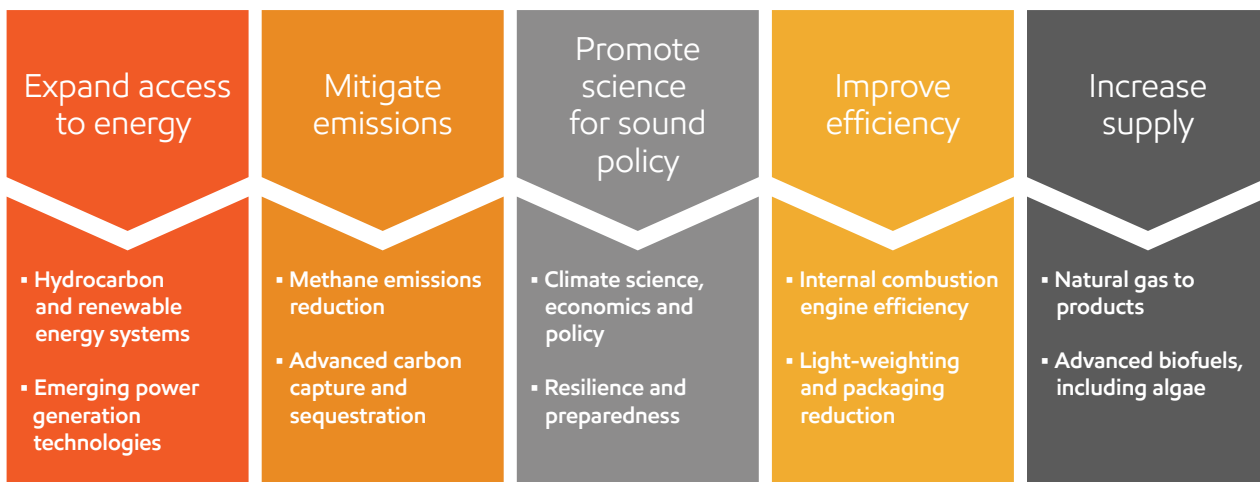 Expand access
to energy
▪ Hydrocarbon
and renewable
energy systems
▪ Emerging power
generation
technologies
Mitigate
emissions
▪ Methane emissions
reduction
▪ Advanced carbon
capture and
sequestration
Promote
science
for sound
policy
▪ Climate science,
economics and
policy
▪ Resilience and
preparedness
Improve
efficiency
▪ Internal combustion
engine efficiency
▪ Light-weighting
and packaging
reduction
Increase
supply
▪ Natural gas to
products
▪ Advanced biofuels,
including algae